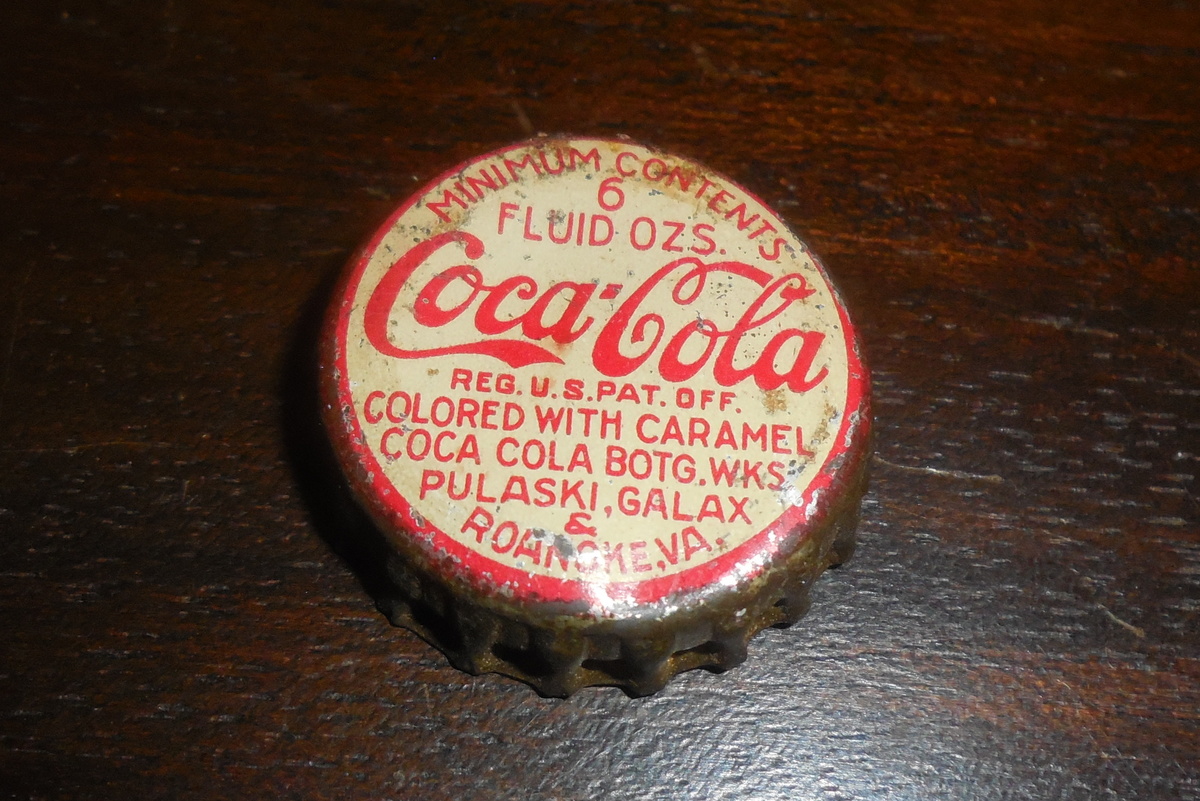 MINIMUM CONTENTS
6
FLUID OZS.
Coca-Cola
REG. U.S. PAT. OFF.
COLORED WITH CARAMEL
COCA COLA BOTG. WKS.
PULASKI, GALAX
&
ROANOKE, VA.